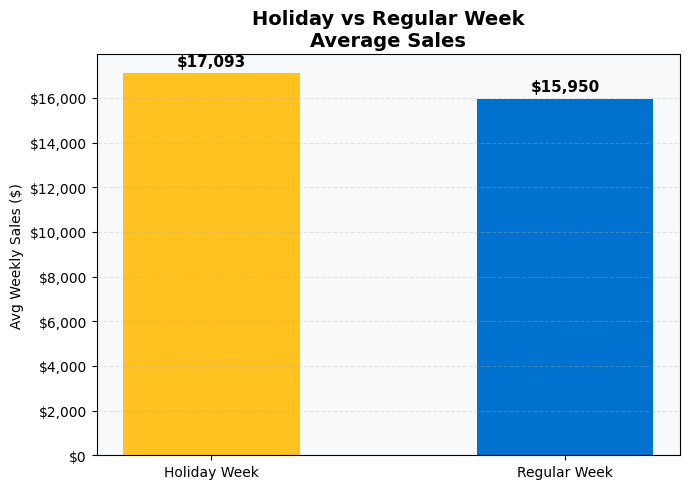 Holiday vs Regular Week
Average Sales
$17,093
$15,950
Avg Weekly Sales ($)
$16,000
$14,000
$12,000
$10,000
$8,000
$6,000
$4,000
$2,000
$0
Holiday Week
Regular Week